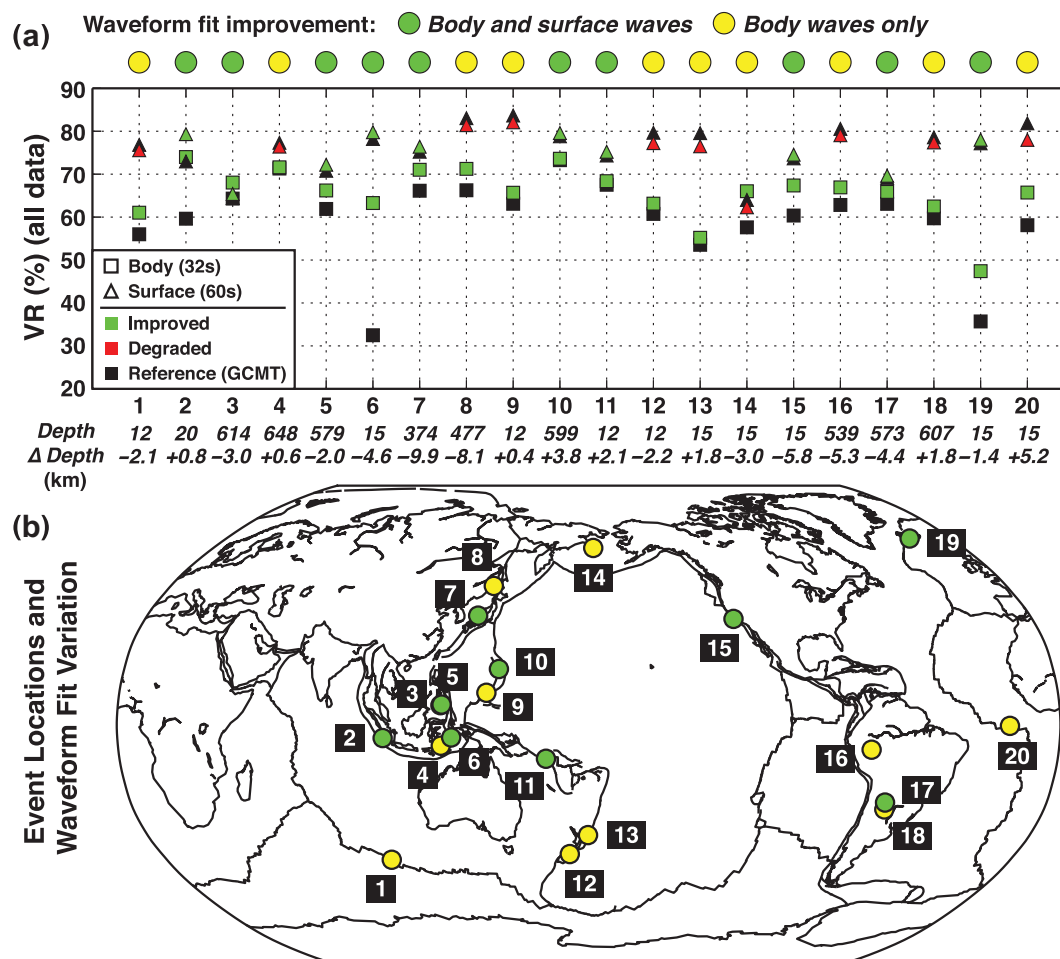 Waveform fit improvement: Body and surface waves Body waves only
(a)
VR (%) (all data)
90
80
70
60
50
40
30
20
Body (32s)
Surface (60s)
Improved
Degraded
Reference (GCMT)
1 2 3 4 5 6 7 8 9 10 11 12 13 14 15 16 17 18 19 20
Depth 12 20 614 648 579 15 374 477 12 599 12 12 15 15 15 539 573 607 15 15
Δ Depth −2.1 +0.8 −3.0 +0.6 −2.0 −4.6 −9.9 −8.1 +0.4 +3.8 +2.1 −2.2 +1.8 −3.0 −5.8 −5.3 −4.4 +1.8 −1.4 +5.2
(km)
(b)
Event Locations and
Waveform Fit Variation
19
8
14
7
15
10
5
3
9
2
6
20
16
4
11
17
13
18
12
1